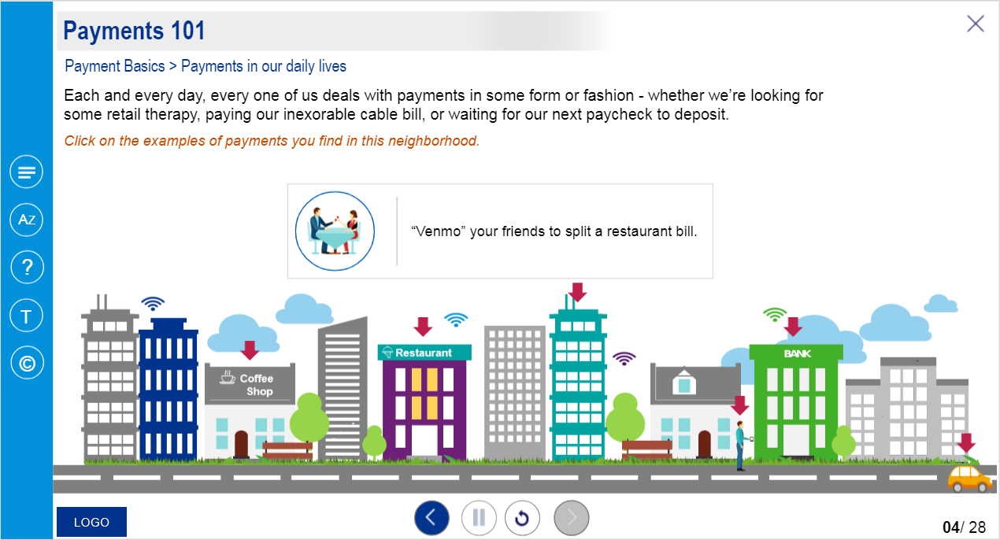 Payments 101
Payment Basics > Payments in our daily lives
Each and every day, every one of us deals with payments in some form or fashion - whether we’re looking for
some retail therapy, paying our inexorable cable bill, or waiting for our next paycheck to deposit.
Click on the examples of payments you find in this neighborhood.
AZ
?
T
©
“Venmo” your friends to split a restaurant bill.
Coffee
Shop
Restaurant
BANK
LOGO
04/ 28